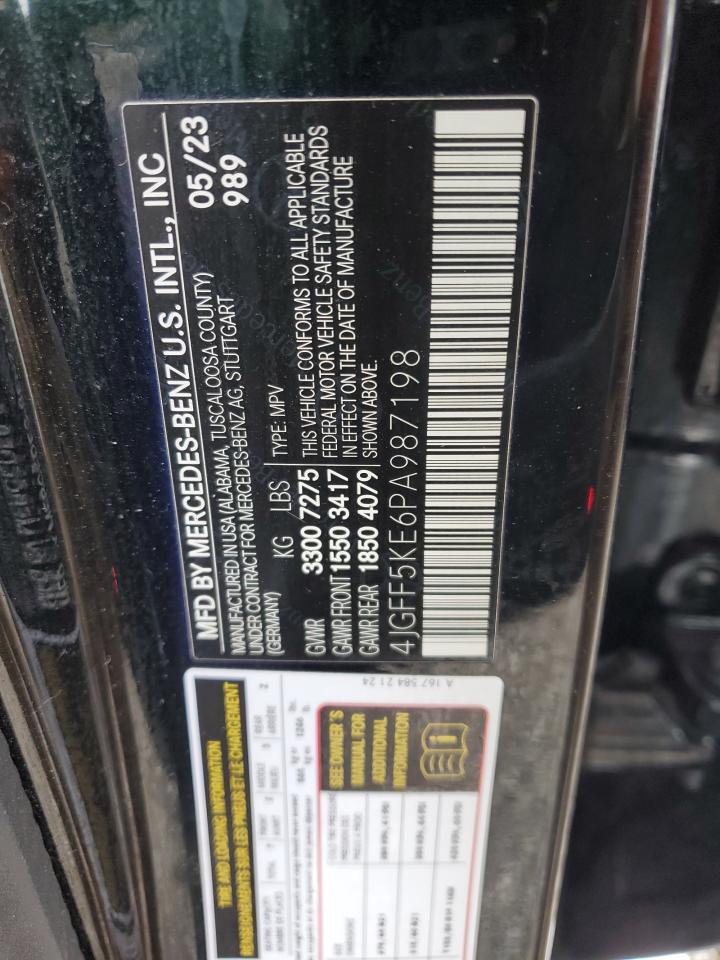 MFD BY MERCEDES-BENZ U.S. INTL., INC
MANUFACTURED IN USA (ALABAMA, TUSCALOOSA COUNTY)
UNDER CONTRACT FOR MERCEDES-BENZ AG, STUTTGART
(GERMANY)
05/23
989
KG LBS TYPE: MPV
GWIR 3300 7275
GAWR FRONT 1550 3417
GAWR REAR 1850 4079
THIS VEHICLE CONFORMS TO ALL APPLICABLE
FEDERAL MOTOR VEHICLE SAFETY STANDARDS
IN EFFECT ON THE DATE OF MANUFACTURE
SHOWN ABOVE.
4JGFF5KE6PA987198
TIRE AND LOADING INFORMATION
RENSEIGNEMENTS SUR LES PNEUS ET LE CHARGEMENT
SEE OWNER'S
MANUAL FOR
ADDITIONAL
INFORMATION
A 167 584 21 24